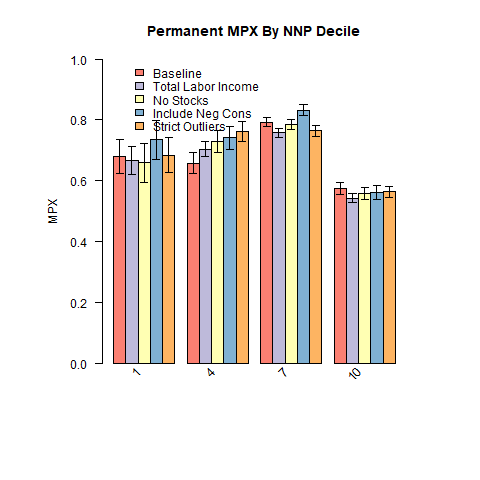 Permanent MPX By NNP Decile
1.0
0.8
0.6
0.4
0.2
0.0
MPX
Baseline
Total Labor Income
No Stocks
Include Neg Cons
Strict Outliers
1
4
7
10